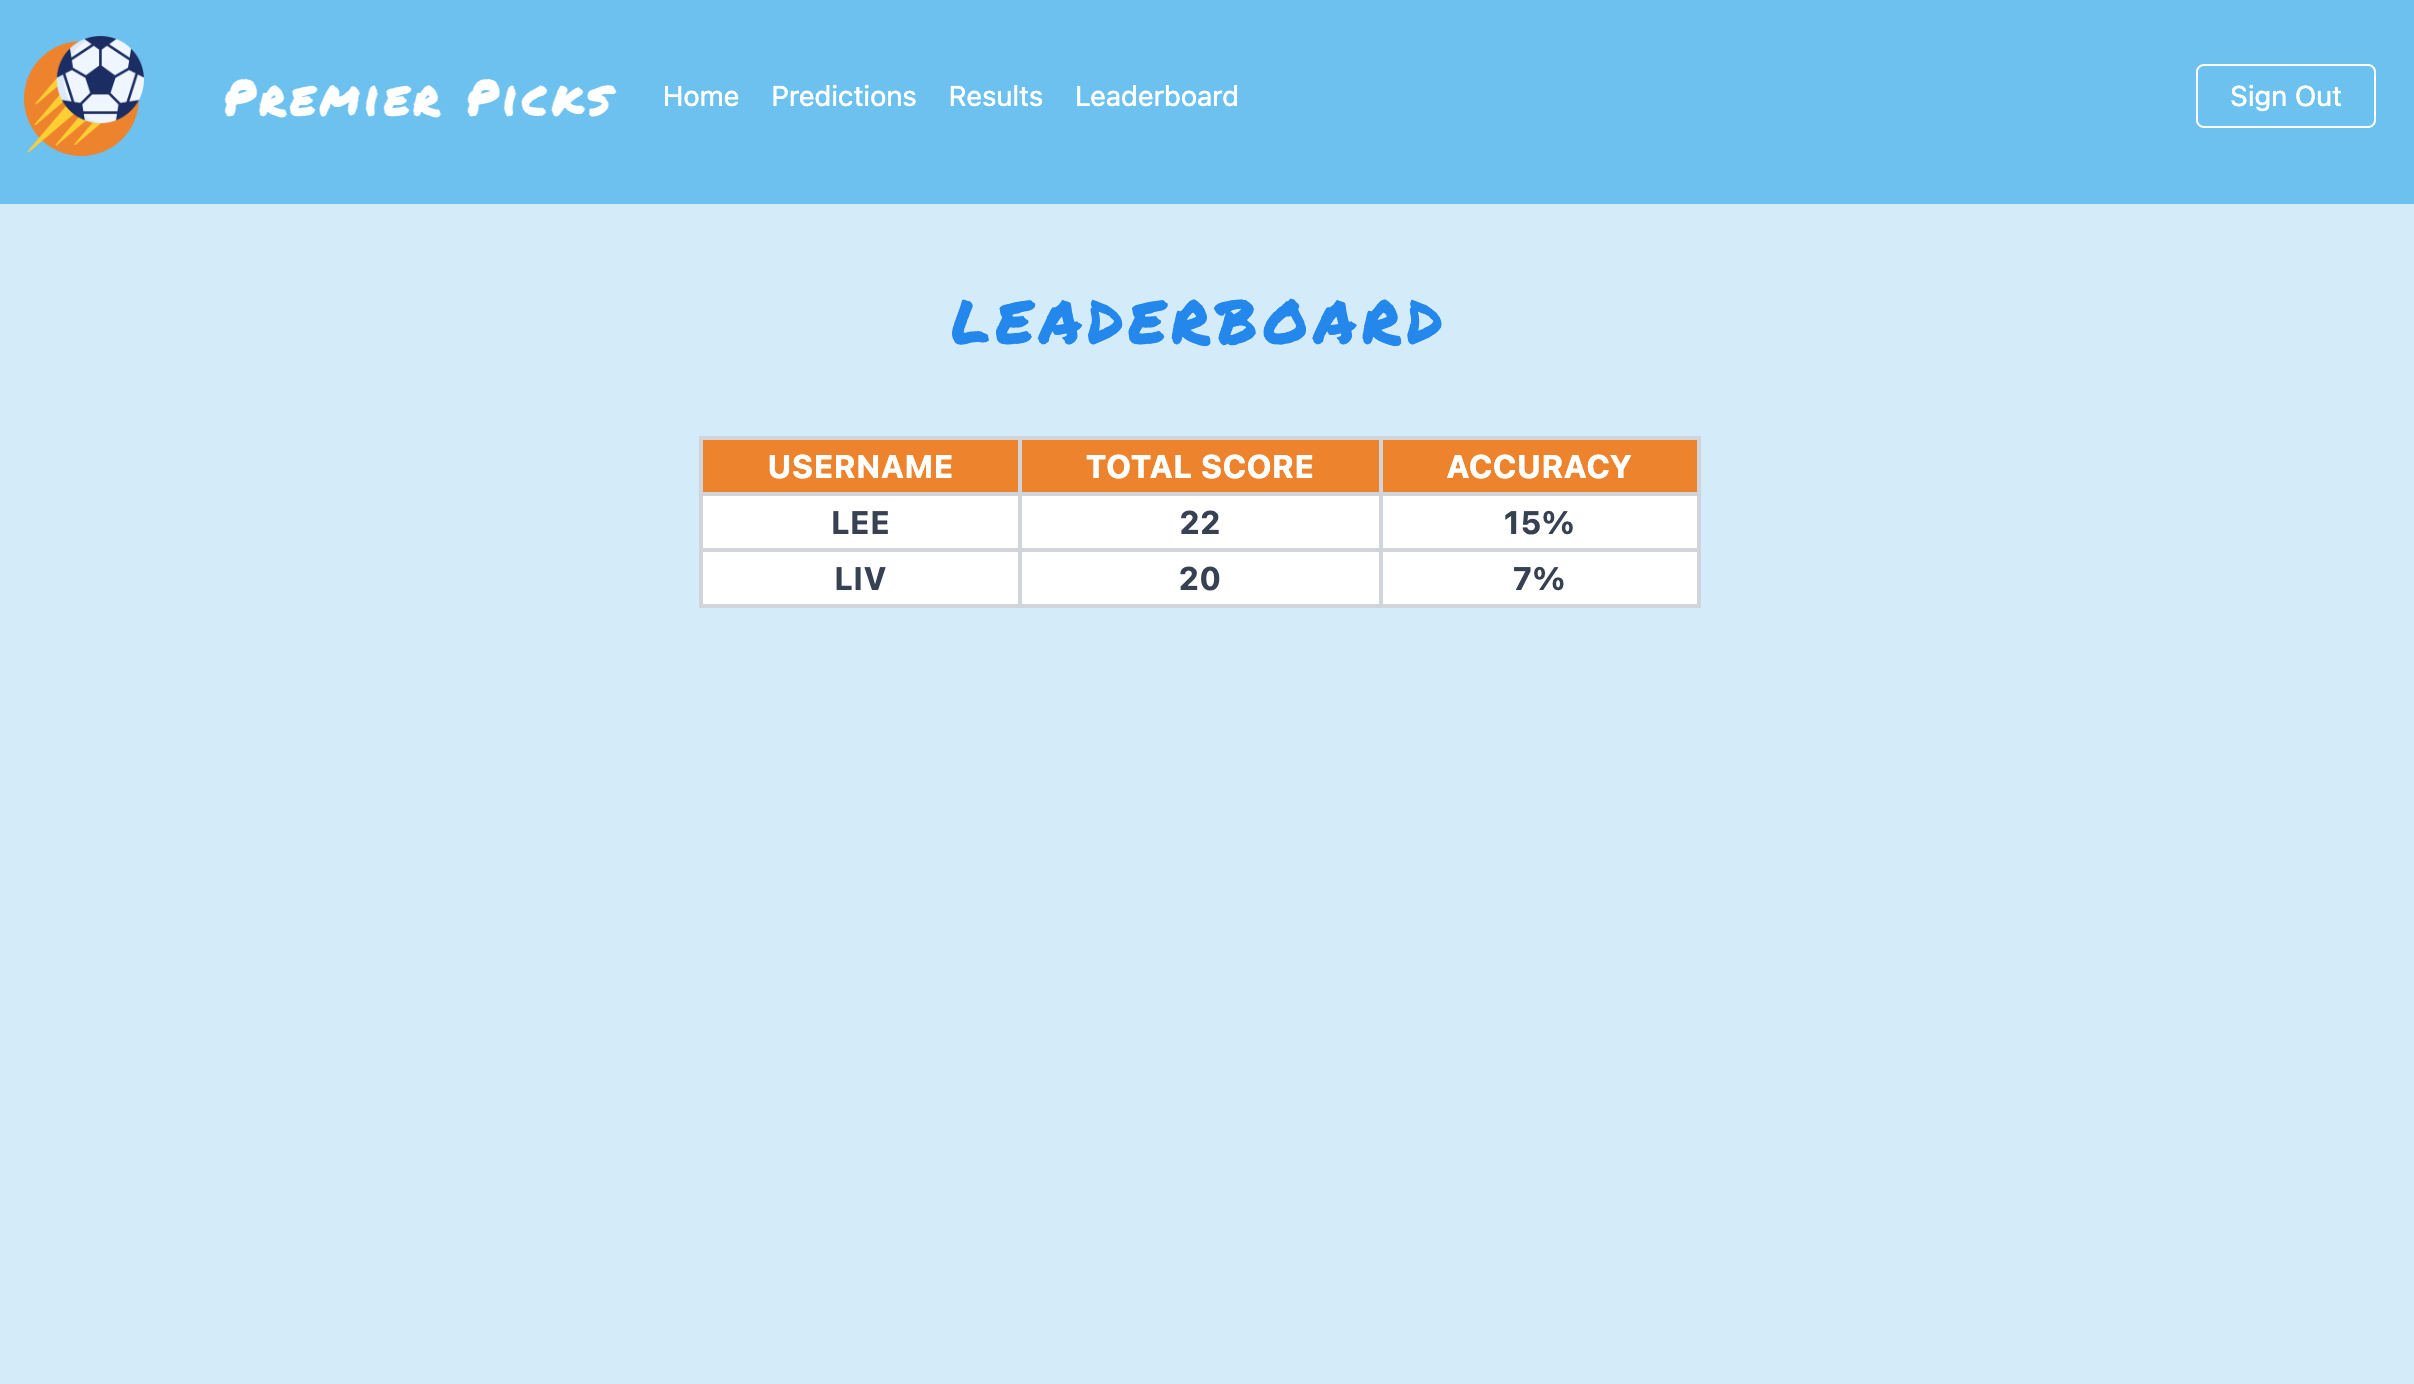 Premier Picks Home Predictions Results Leaderboard Sign Out
LEADERBOARD
USERNAME TOTAL SCORE ACCURACY
LEE 22 15%
LIV 20 7%